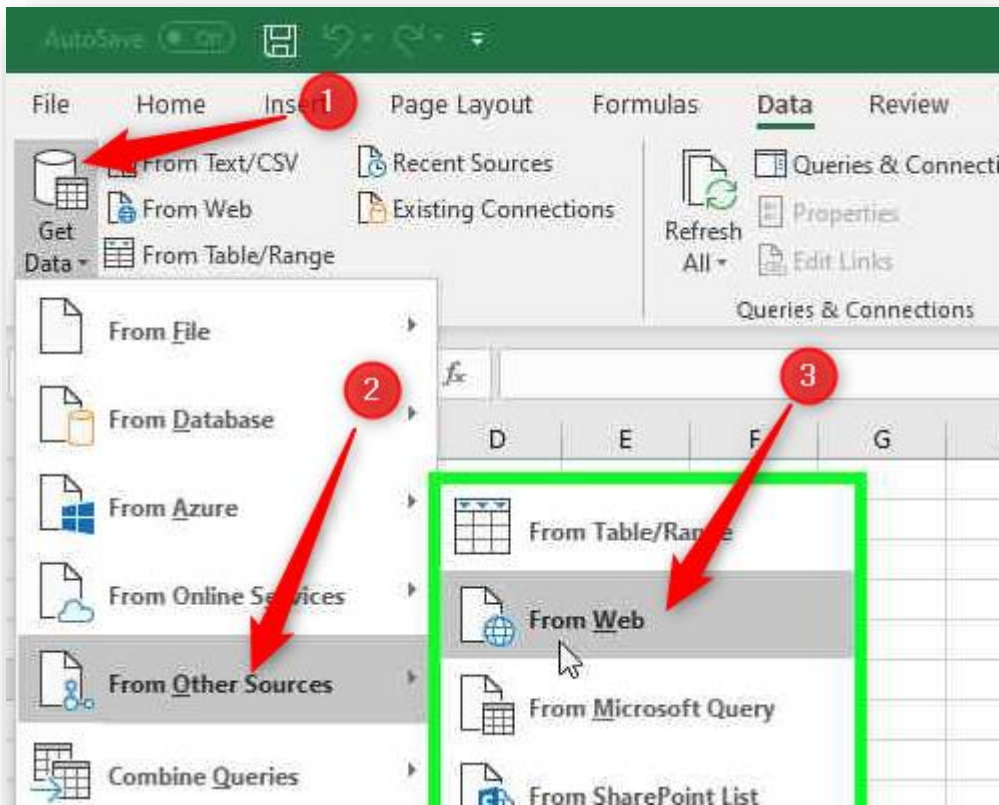 AutoSave Off
File Home Insert 1 Page Layout Formulas Data Review
From Text/CSV Recent Sources Queries & Connecti
From Web Existing Connections Properties
Get Data From Table/Range Refresh All Edit Links
Queries & Connections
From File
2 fx 3
From Database
D E F G
From Azure From Table/Range
From Online Services From Web
From Other Sources From Microsoft Query
Combine Queries From SharePoint List